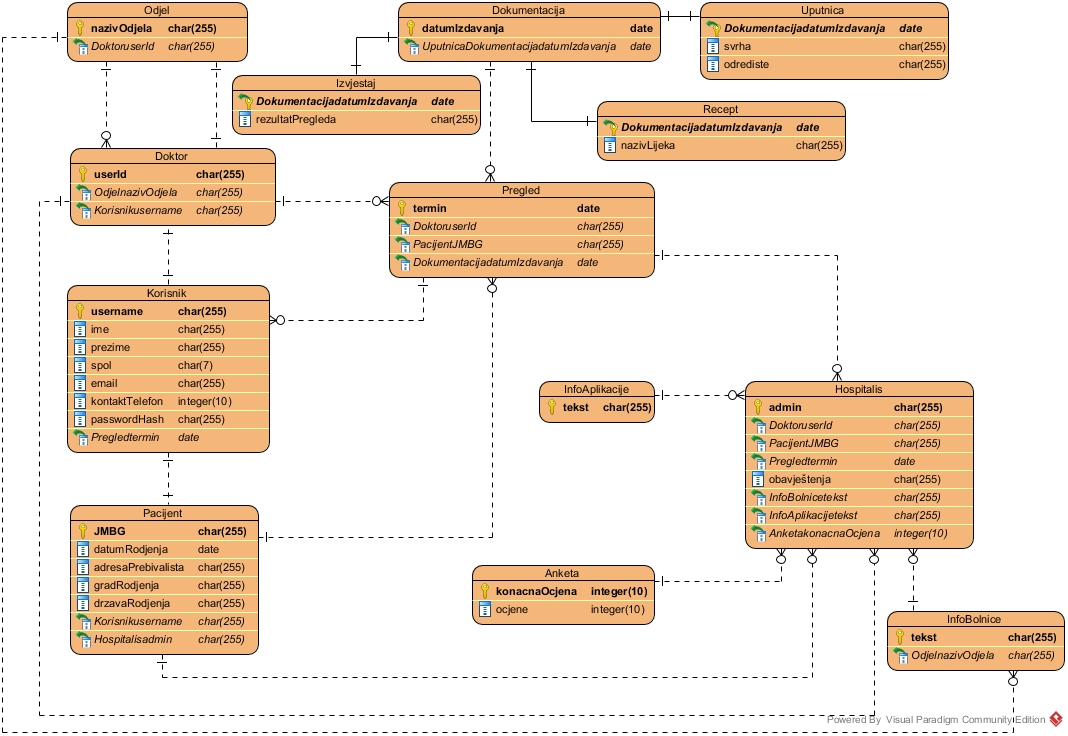 Odjel
nazivOdjela char(255)
DoktoruserId char(255)
Dokumentacija
datumIzdavanja date
UputnicaDokumentacijadatumIzdavanja date
Uputnica
DokumentacijadatumIzdavanja date
svrha char(255)
odrediste char(255)
Izvjestaj
DokumentacijadatumIzdavanja date
rezultatPregleda char(255)
Recept
DokumentacijadatumIzdavanja date
nazivLijeka char(255)
Doktor
userId char(255)
OdjelnazivOdjela char(255)
Korisnikusername char(255)
Pregled
termin date
DoktoruserId char(255)
PacijentJMBG char(255)
DokumentacijadatumIzdavanja date
Korisnik
username char(255)
ime char(255)
prezime char(255)
spol char(7)
email char(255)
kontaktTelefon integer(10)
passwordHash char(255)
Pregledtermin date
InfoAplikacije
tekst char(255)
Hospitalis
admin char(255)
DoktoruserId char(255)
PacijentJMBG char(255)
Pregledtermin date
obavještenja char(255)
InfoBolnicetekst char(255)
InfoAplikacijetekst char(255)
AnketakonacnaOcjena integer(10)
Pacijent
JMBG char(255)
datumRodjenja date
adresaPrebivalista char(255)
gradRodjenja char(255)
drzavaRodjenja char(255)
Korisnikusername char(255)
Hospitalisadmin char(255)
Anketa
konacnaOcjena integer(10)
ocjene integer(10)
InfoBolnice
tekst char(255)
OdjelnazivOdjela char(255)
Powered By Visual Paradigm Community Edition